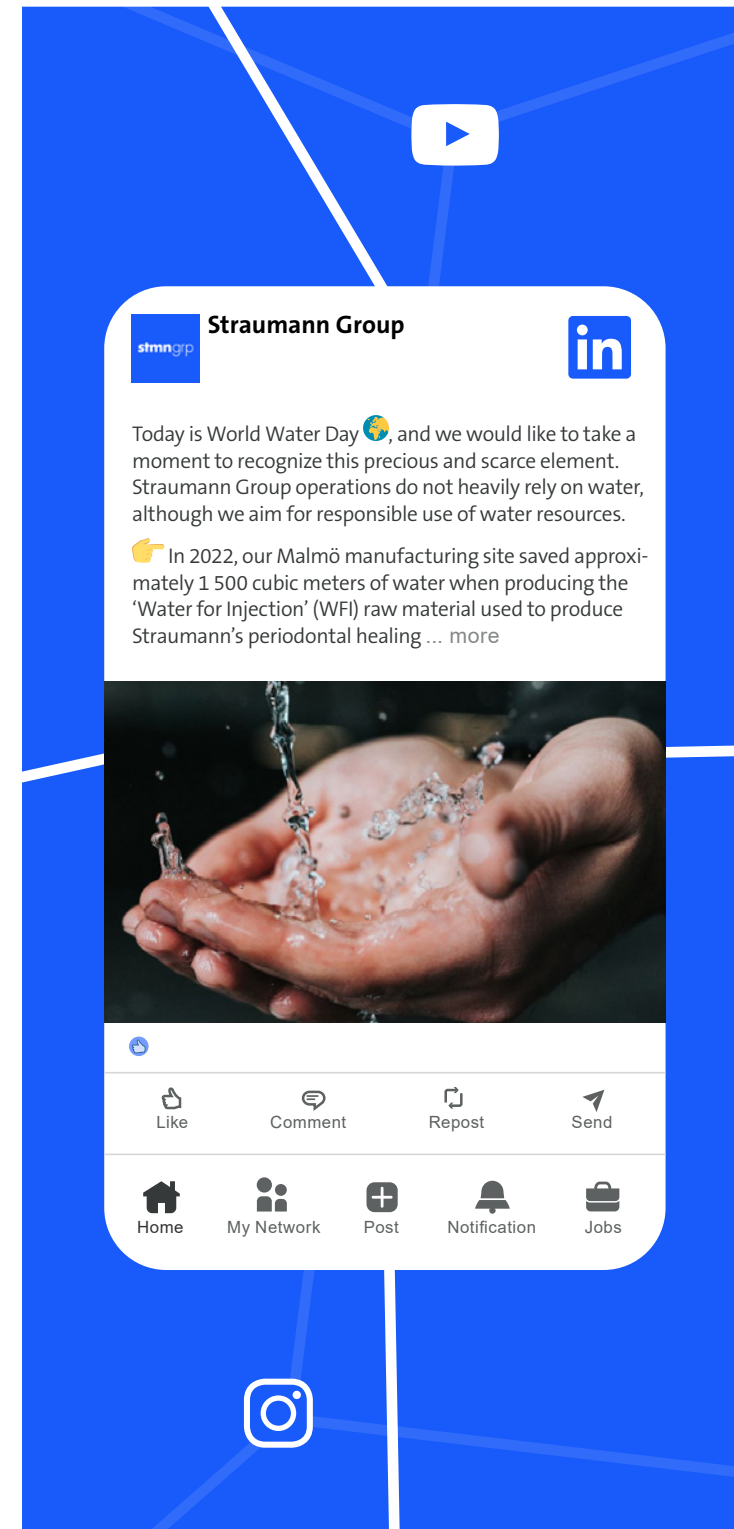 stmngrp
Straumann Group
in
Today is World Water Day 🌍, and we would like to take a
moment to recognize this precious and scarce element.
Straumann Group operations do not heavily rely on water,
although we aim for responsible use of water resources.
👉 In 2022, our Malmö manufacturing site saved approxi-
mately 1 500 cubic meters of water when producing the
‘Water for Injection’ (WFI) raw material used to produce
Straumann’s periodontal healing ... more
Like Comment Repost Send
Home My Network Post Notification Jobs